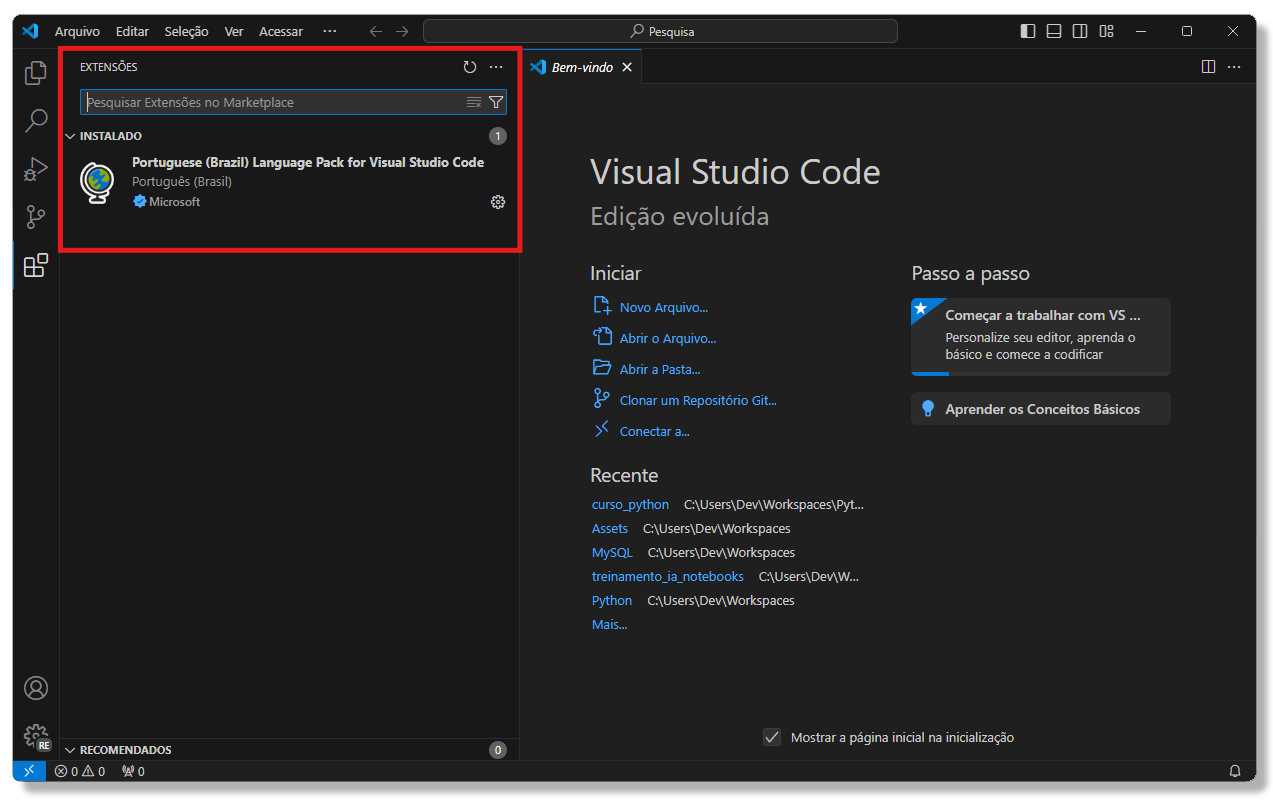 Arquivo Editar Seleção Ver Acessar ··· Pesquisa
EXTENSÕES
Pesquisar Extensões no Marketplace
INSTALADO 1
Portuguese (Brazil) Language Pack for Visual Studio Code
Português (Brasil)
Microsoft
RECOMENDADOS 0
RE
Bem-vindo
Visual Studio Code
Edição evoluída
Iniciar
Novo Arquivo...
Abrir o Arquivo...
Abrir a Pasta...
Clonar um Repositório Git...
Conectar a...
Recente
curso_python C:\Users\Dev\Workspaces\Pyt...
Assets C:\Users\Dev\Workspaces
MySQL C:\Users\Dev\Workspaces
treinamento_ia_notebooks C:\Users\Dev\W...
Python C:\Users\Dev\Workspaces
Mais...
Passo a passo
Começar a trabalhar com VS ...
Personalize seu editor, aprenda o
básico e comece a codificar
Aprender os Conceitos Básicos
Mostrar a página inicial na inicialização
0 0 0